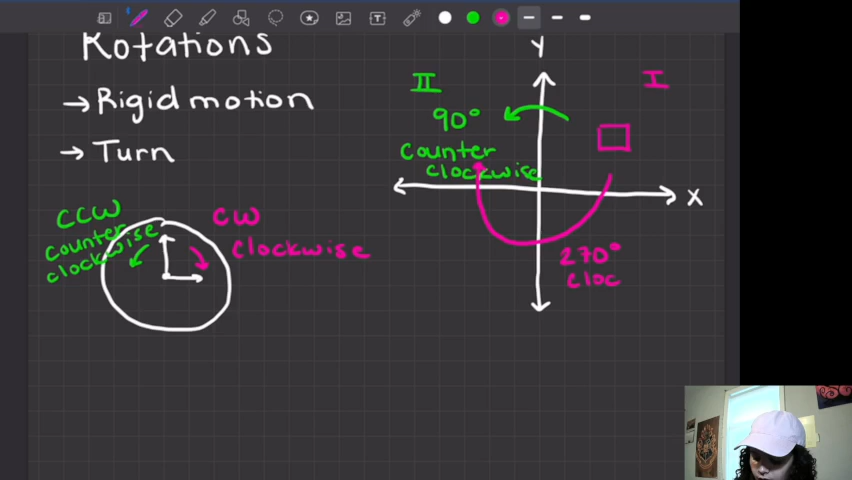 Rotations
→ Rigid motion
→ Turn
CCW
counter
clockwise
CW
clockwise
Y
II
I
90°
counter
clockwise
X
270°
cloc